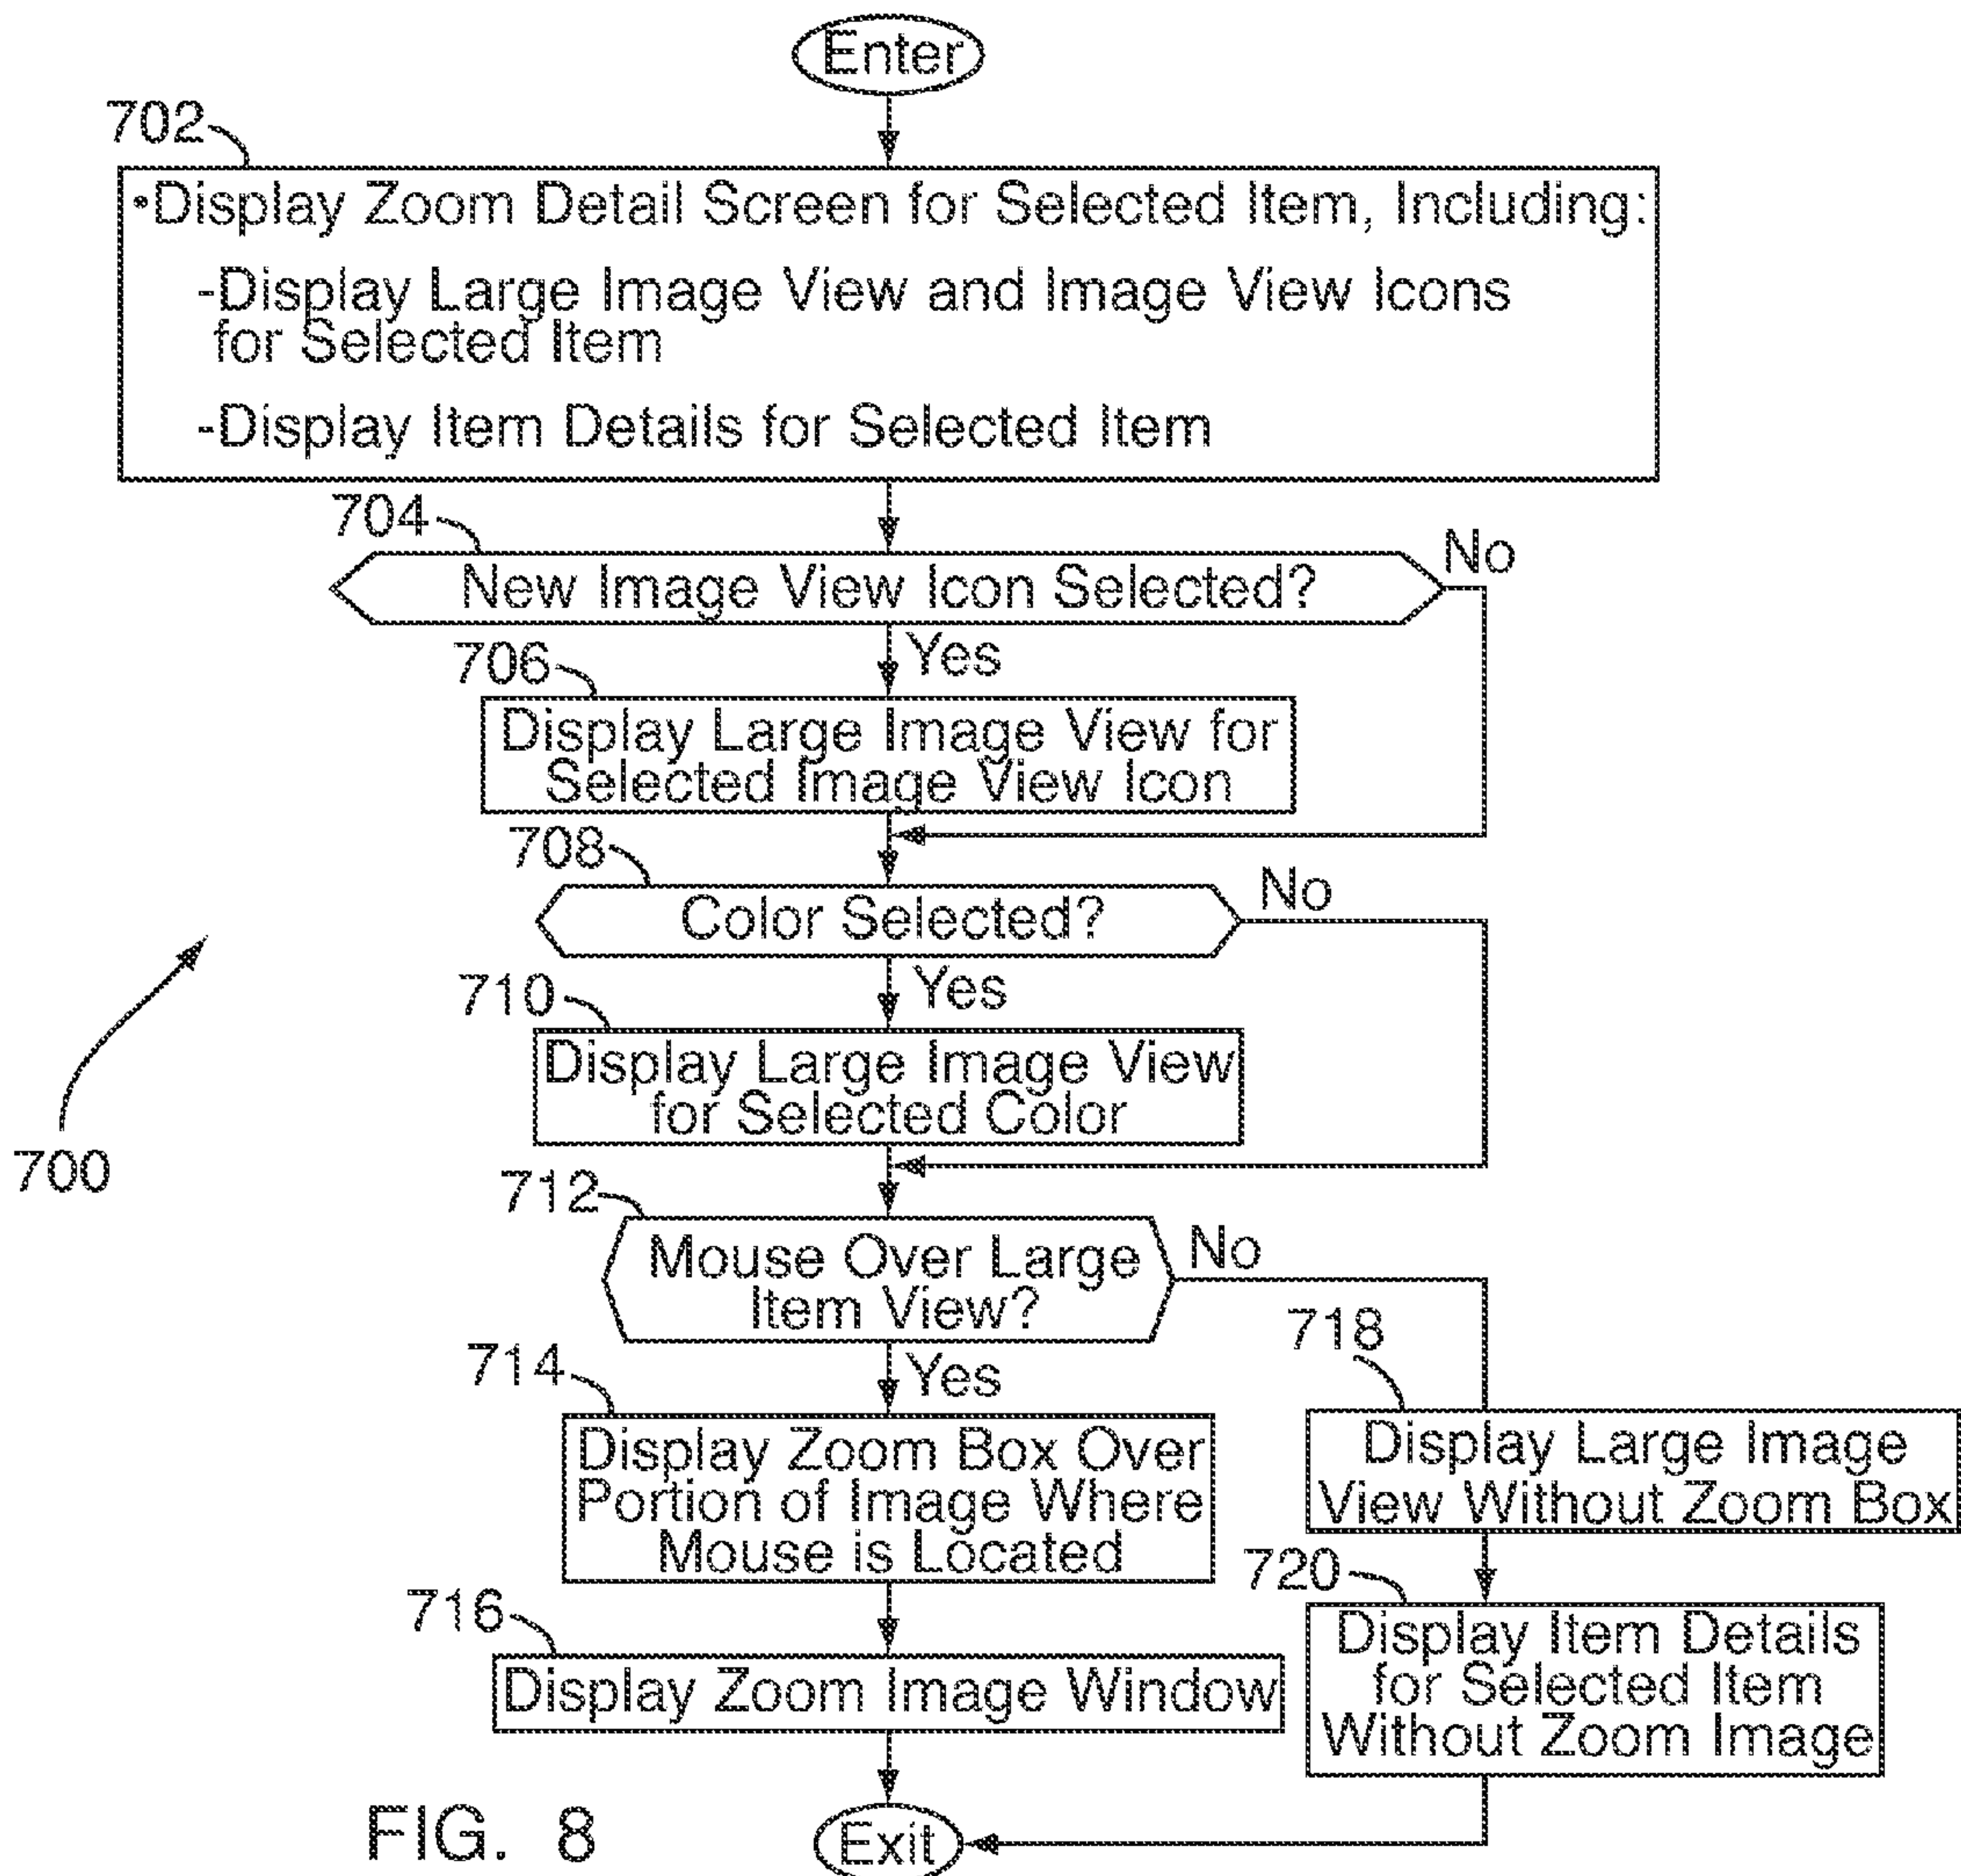 Enter
702
•Display Zoom Detail Screen for Selected Item, Including:
-Display Large Image View and Image View Icons
for Selected Item
-Display Item Details for Selected Item
704
New Image View Icon Selected?
No
Yes
706
Display Large Image View for
Selected Image View Icon
708
Color Selected?
No
Yes
710
Display Large Image View
for Selected Color
700
712
Mouse Over Large
Item View?
No
Yes
714
Display Zoom Box Over
Portion of Image Where
Mouse is Located
718
Display Large Image
View Without Zoom Box
716
Display Zoom Image Window
720
Display Item Details
for Selected Item
Without Zoom Image
Exit
FIG. 8